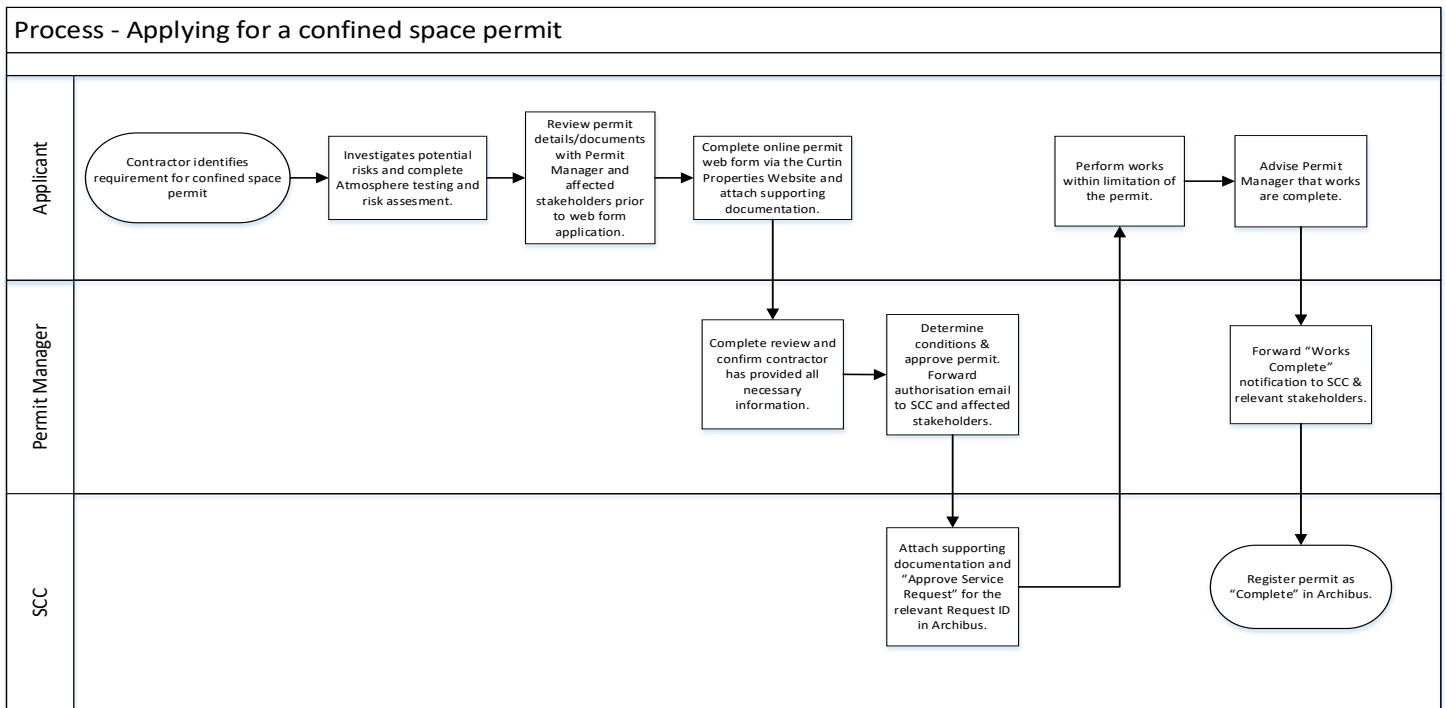 Process - Applying for a confined space permit
Applicant
Contractor identifies
requirement for confined space
permit
Investigates potential
risks and complete
Atmosphere testing and
risk assesment.
Review permit
details/documents
with Permit
Manager and
affected
stakeholders prior
to web form
application.
Complete online permit
web form via the Curtin
Properties Website and
attach supporting
documentation.
Perform works
within limitation of
the permit.
Advise Permit
Manager that works
are complete.
Permit Manager
Complete review and
confirm contractor
has provided all
necessary
information.
Determine
conditions &
approve permit.
Forward
authorisation email
to SCC and affected
stakeholders.
Forward “Works
Complete”
notification to SCC &
relevant stakeholders.
SCC
Attach supporting
documentation and
“Approve Service
Request” for the
relevant Request ID
in Archibus.
Register permit as
“Complete” in Archibus.